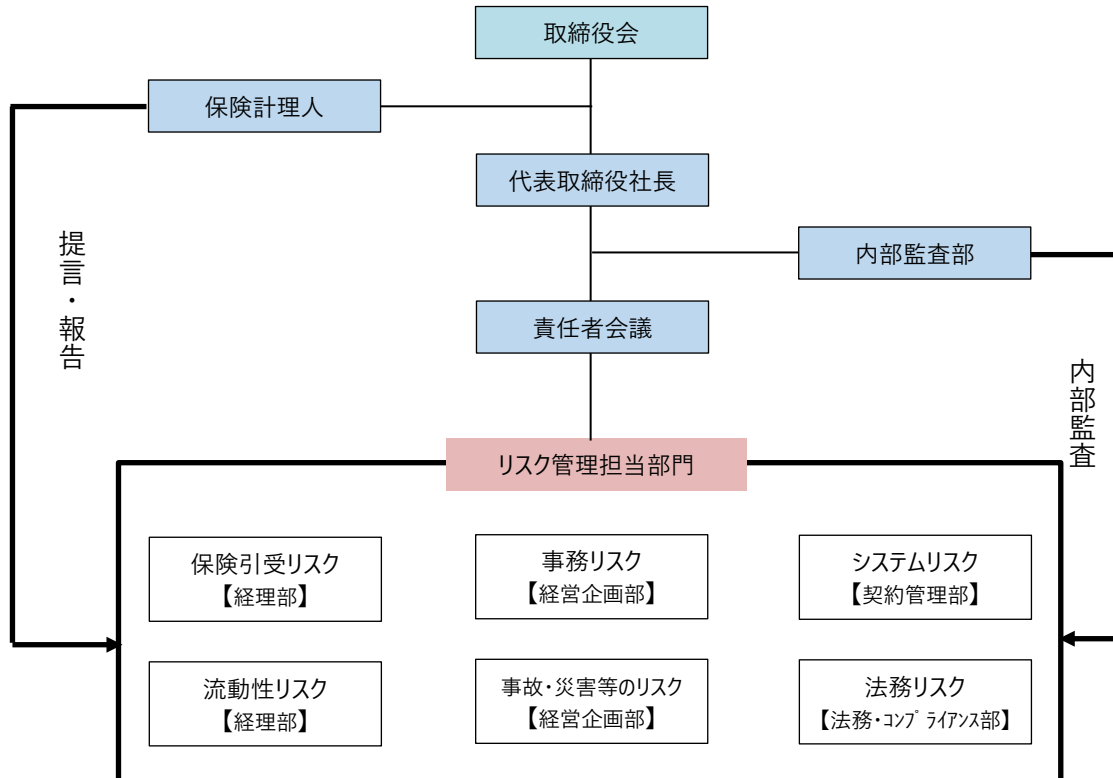 取締役会
保険計理人
代表取締役社長
提言・報告
内部監査部
責任者会議
内部監査
リスク管理担当部門
保険引受リスク
【経理部】
事務リスク
【経営企画部】
システムリスク
【契約管理部】
流動性リスク
【経理部】
事故・災害等のリスク
【経営企画部】
法務リスク
【法務・ｺﾝﾌﾟﾗｲｱﾝｽ部】